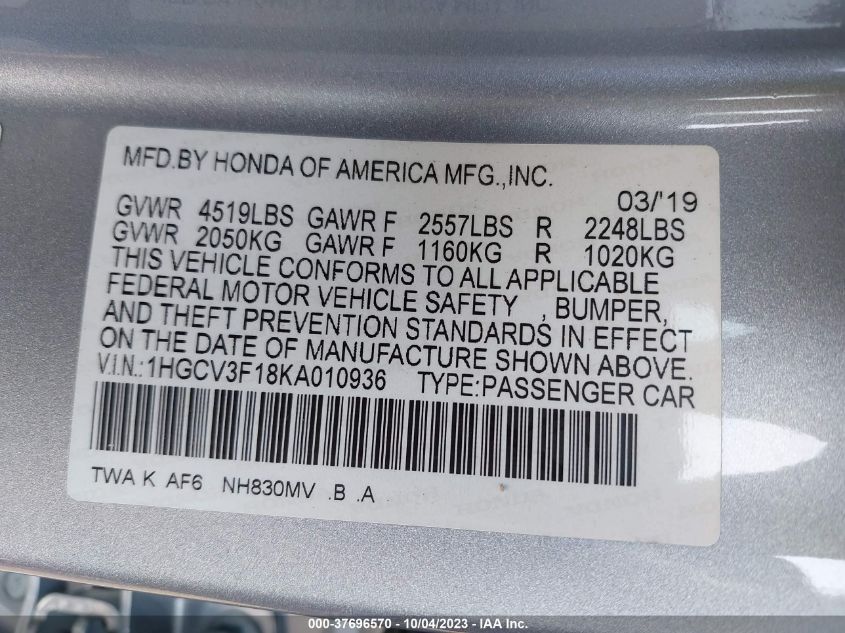 MFD.BY HONDA OF AMERICA MFG.,INC.
03/'19
GVWR 4519LBS GAWR F 2557LBS R 2248LBS
GVWR 2050KG GAWR F 1160KG R 1020KG
THIS VEHICLE CONFORMS TO ALL APPLICABLE
FEDERAL MOTOR VEHICLE SAFETY , BUMPER,
AND THEFT PREVENTION STANDARDS IN EFFECT
ON THE DATE OF MANUFACTURE SHOWN ABOVE.
V.I.N.:1HGCV3F18KA010936 TYPE:PASSENGER CAR
TWA K AF6 NH830MV .B .A
000-37696570 - 10/04/2023 - IAA Inc.